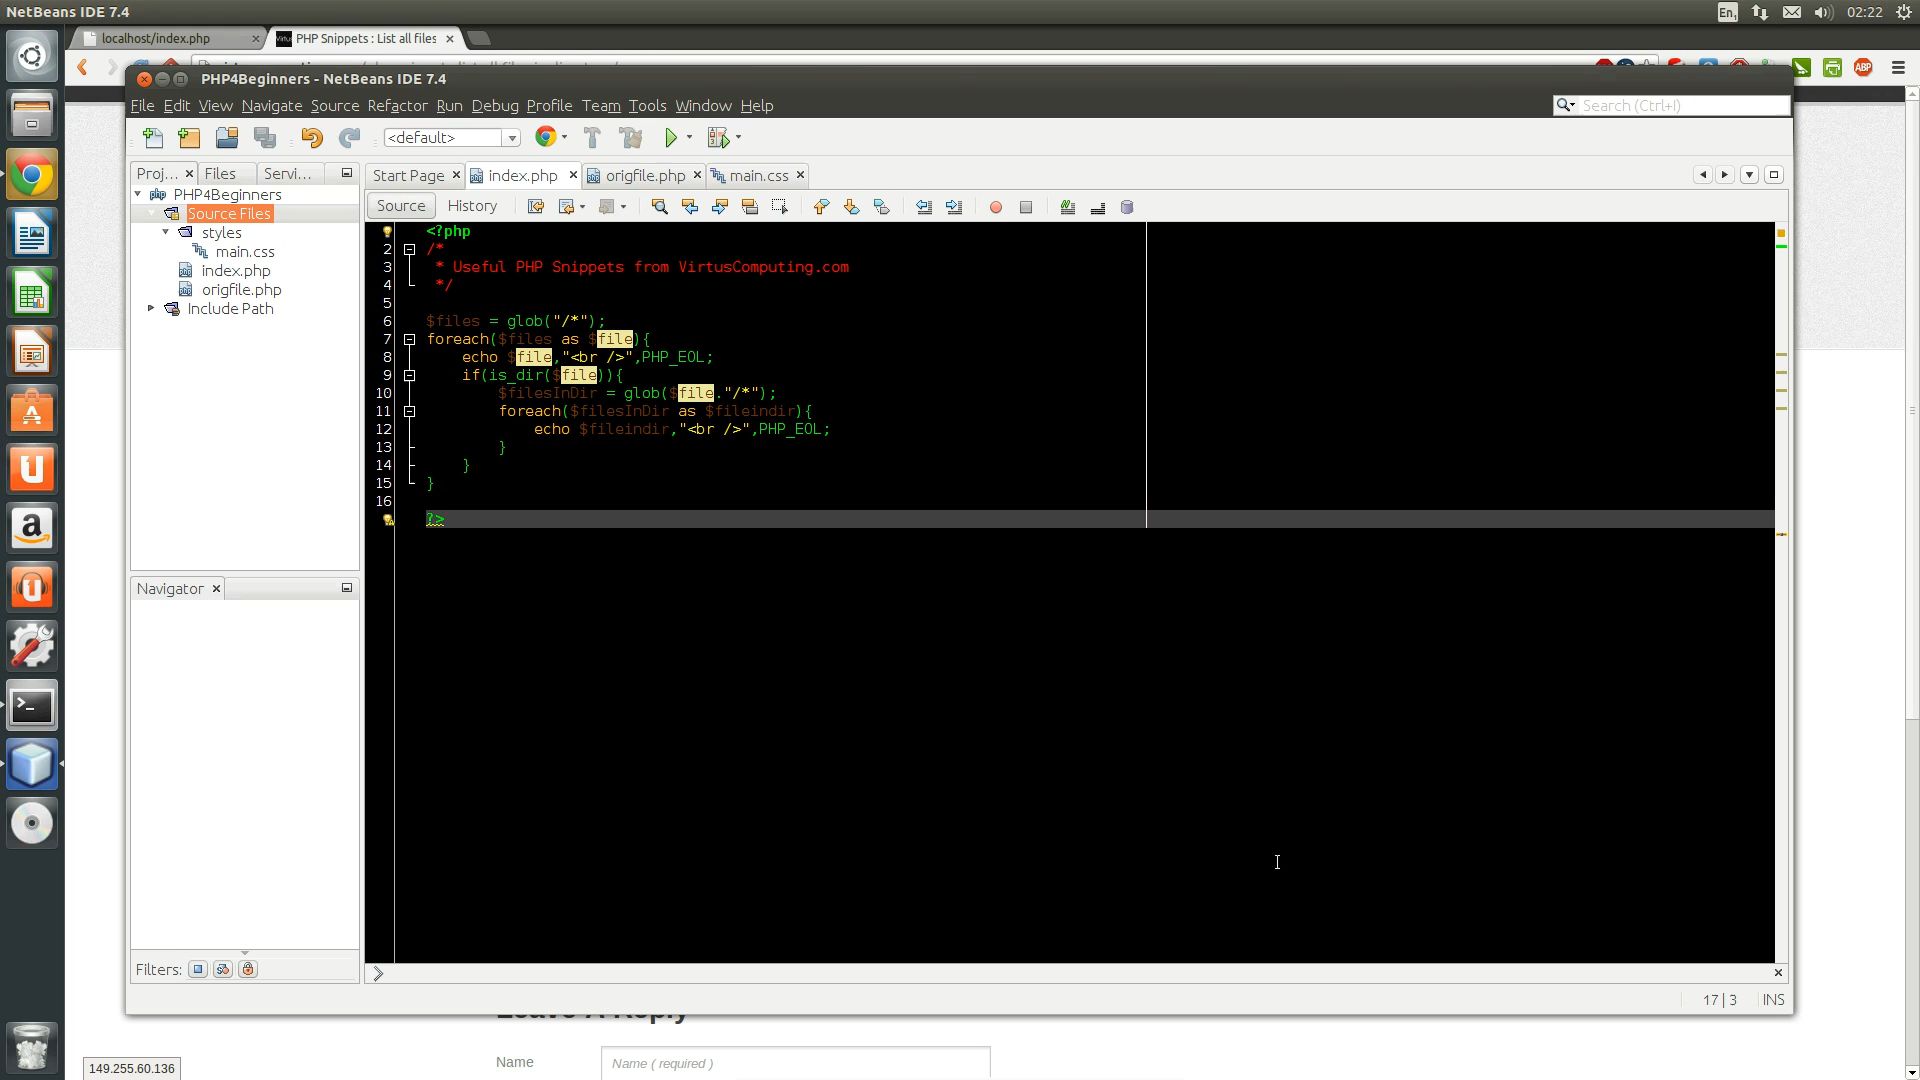 NetBeans IDE 7.4
En
02:22
localhost/index.php
PHP Snippets : List all files
ABP
PHP4Beginners - NetBeans IDE 7.4
File Edit View Navigate Source Refactor Run Debug Profile Team Tools Window Help
Search (Ctrl+I)
<default>
Proj...
Files
Servi...
Start Page
index.php
origfile.php
main.css
PHP4Beginners
Source Files
styles
main.css
index.php
origfile.php
Include Path
Source
History
<?php
2 /*
3 * Useful PHP Snippets from VirtusComputing.com
4 */
5
6 $files = glob("/*");
7 foreach($files as $file){
8 echo $file,"<br />",PHP_EOL;
9 if(is_dir($file)){
10 $filesInDir = glob($file."/*");
11 foreach($filesInDir as $fileindir){
12 echo $fileindir,"<br />",PHP_EOL;
13 }
14 }
15 }
16
?>
Navigator
Filters:
17|3
INS
Leave A Reply
Name
Name ( required )
149.255.60.136